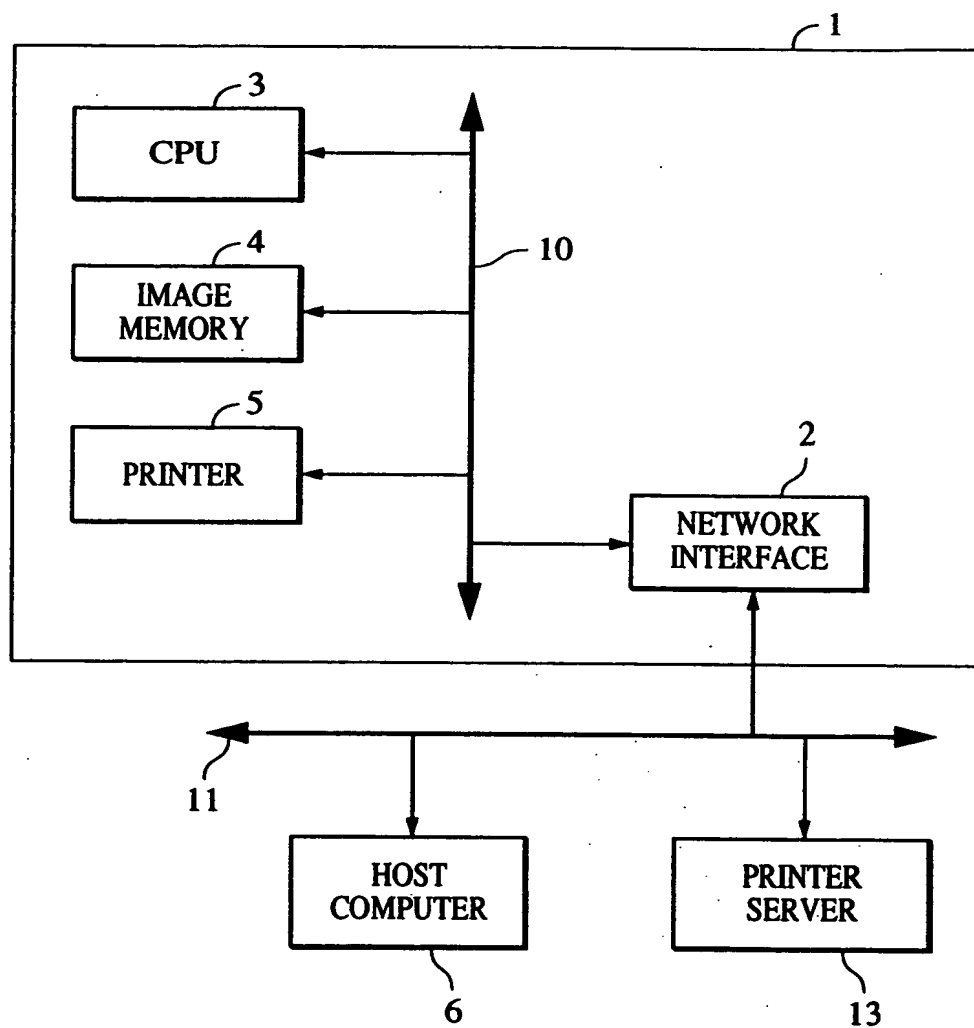 1
3
CPU
4
IMAGE
MEMORY
10
5
PRINTER
2
NETWORK
INTERFACE
11
HOST
COMPUTER
6
PRINTER
SERVER
13